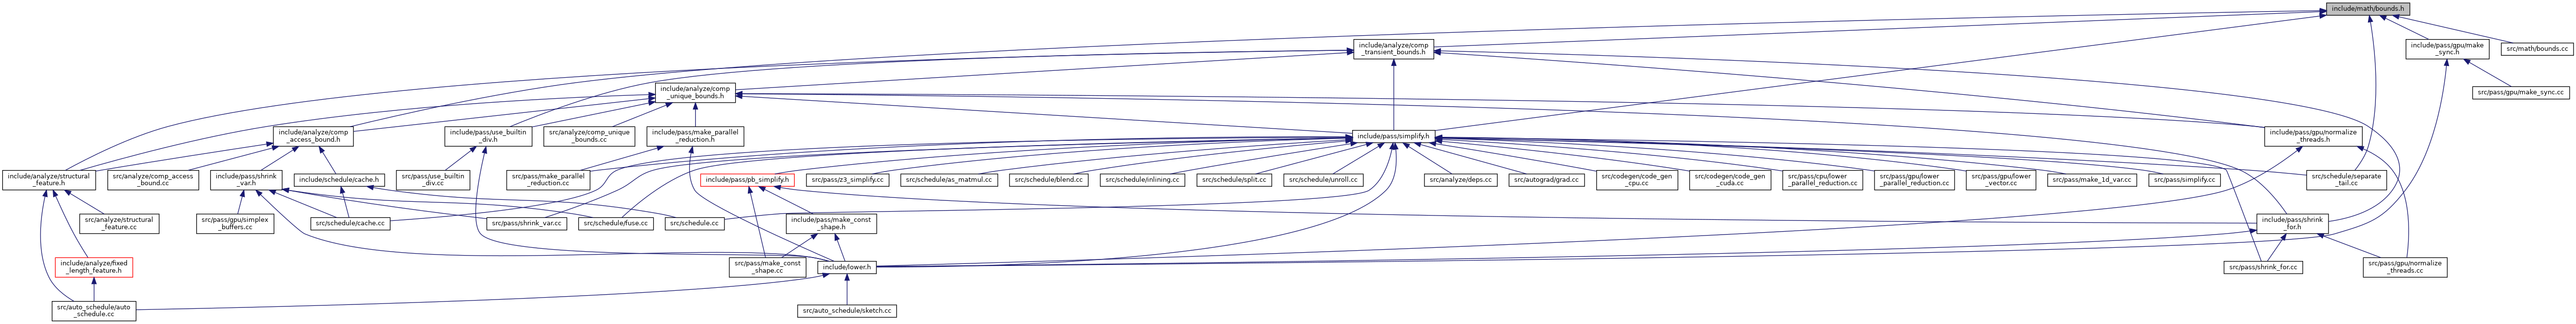 include/math/bounds.h
include/analyze/comp
_transient_bounds.h
include/pass/gpu/make
_sync.h
src/math/bounds.cc
include/analyze/comp
_unique_bounds.h
src/pass/gpu/make_sync.cc
include/analyze/comp
_access_bound.h
include/pass/use_builtin
_div.h
src/analyze/comp_unique
_bounds.cc
include/pass/make_parallel
_reduction.h
include/pass/simplify.h
include/pass/gpu/normalize
_threads.h
include/analyze/structural
_feature.h
src/analyze/comp_access
_bound.cc
include/pass/shrink
_var.h
include/schedule/cache.h
src/pass/use_builtin
_div.cc
src/pass/make_parallel
_reduction.cc
include/pass/pb_simplify.h
src/pass/z3_simplify.cc
src/schedule/as_matmul.cc
src/schedule/blend.cc
src/schedule/inlining.cc
src/schedule/split.cc
src/schedule/unroll.cc
src/analyze/deps.cc
src/autograd/grad.cc
src/codegen/code_gen
_cpu.cc
src/codegen/code_gen
_cuda.cc
src/pass/cpu/lower
_parallel_reduction.cc
src/pass/gpu/lower
_parallel_reduction.cc
src/pass/gpu/lower
_vector.cc
src/pass/make_1d_var.cc
src/pass/simplify.cc
src/schedule/separate
_tail.cc
src/analyze/structural
_feature.cc
src/pass/gpu/simplex
_buffers.cc
src/schedule/cache.cc
src/pass/shrink_var.cc
src/schedule/fuse.cc
src/schedule.cc
include/pass/make_const
_shape.h
include/pass/shrink
_for.h
include/analyze/fixed
_length_feature.h
src/pass/make_const
_shape.cc
include/lower.h
src/pass/shrink_for.cc
src/pass/gpu/normalize
_threads.cc
src/auto_schedule/auto
_schedule.cc
src/auto_schedule/sketch.cc